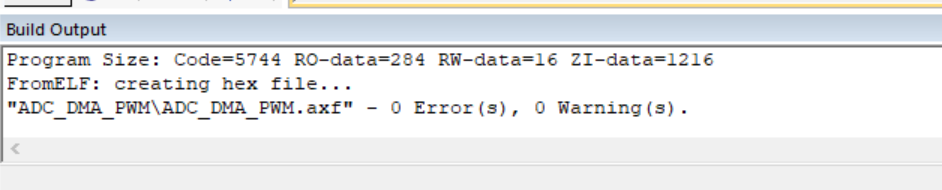 Build Output
Program Size: Code=5744 RO-data=284 RW-data=16 ZI-data=1216
FromELF: creating hex file...
"ADC_DMA_PWM\ADC_DMA_PWM.axf" - 0 Error(s), 0 Warning(s).